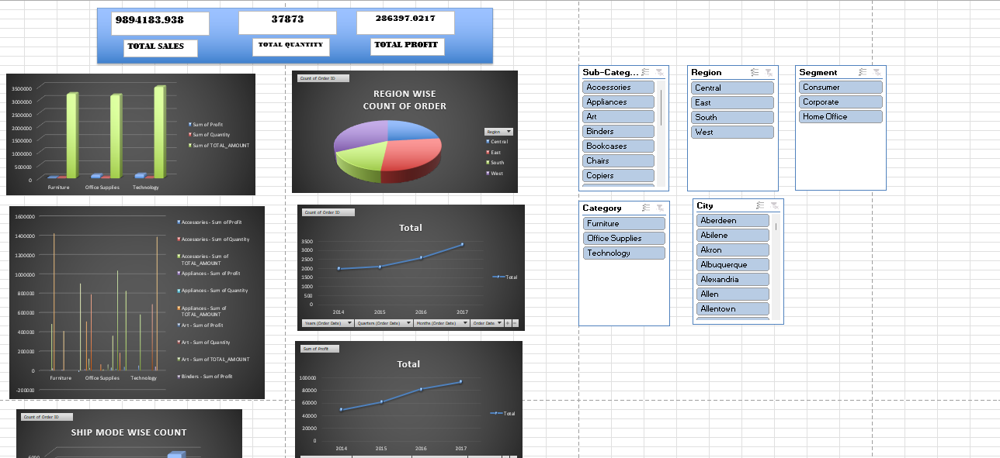 9894183.938
37873
286397.0217
TOTAL SALES
TOTAL QUANTITY
TOTAL PROFIT
3500000
3000000
2500000
2000000
1500000
1000000
500000
0
Furniture
Office Supplies
Technology
Sum of Profit
Sum of Quantity
Sum of TOTAL_AMOUNT
Count of Order ID
REGION WISE
COUNT OF ORDER
Region
Central
East
South
West
Sub-Categ...
Accessories
Appliances
Art
Binders
Bookcases
Chairs
Copiers
Region
Central
East
South
West
Segment
Consumer
Corporate
Home Office
1600000
1400000
1200000
1000000
800000
600000
400000
200000
0
-200000
Furniture
Office Supplies
Technology
Accessories - Sum of Profit
Accessories - Sum of Quantity
Accessories - Sum of
TOTAL_AMOUNT
Appliances - Sum of Profit
Appliances - Sum of Quantity
Appliances - Sum of
TOTAL_AMOUNT
Art - Sum of Profit
Art - Sum of Quantity
Art - Sum of TOTAL_AMOUNT
Binders - Sum of Profit
Count of Order ID
Total
3500
3000
2500
2000
1500
1000
500
0
2014
2015
2016
2017
Total
Years (Order Date)
Quarters (Order Date)
Months (Order Date)
Order Date
+
-
Category
Furniture
Office Supplies
Technology
City
Aberdeen
Abilene
Akron
Albuquerque
Alexandria
Allen
Allentown
Sum of Profit
Total
100000
80000
60000
40000
20000
0
2014
2015
2016
2017
Total
Count of Order ID
SHIP MODE WISE COUNT
6000